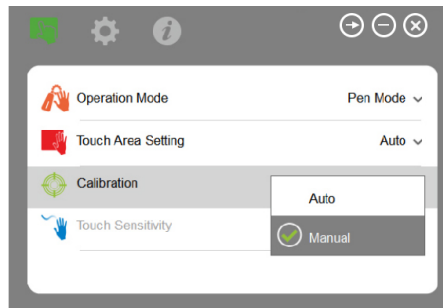 Operation Mode Pen Mode
Touch Area Setting Auto
Calibration
Auto
Touch Sensitivity
Manual